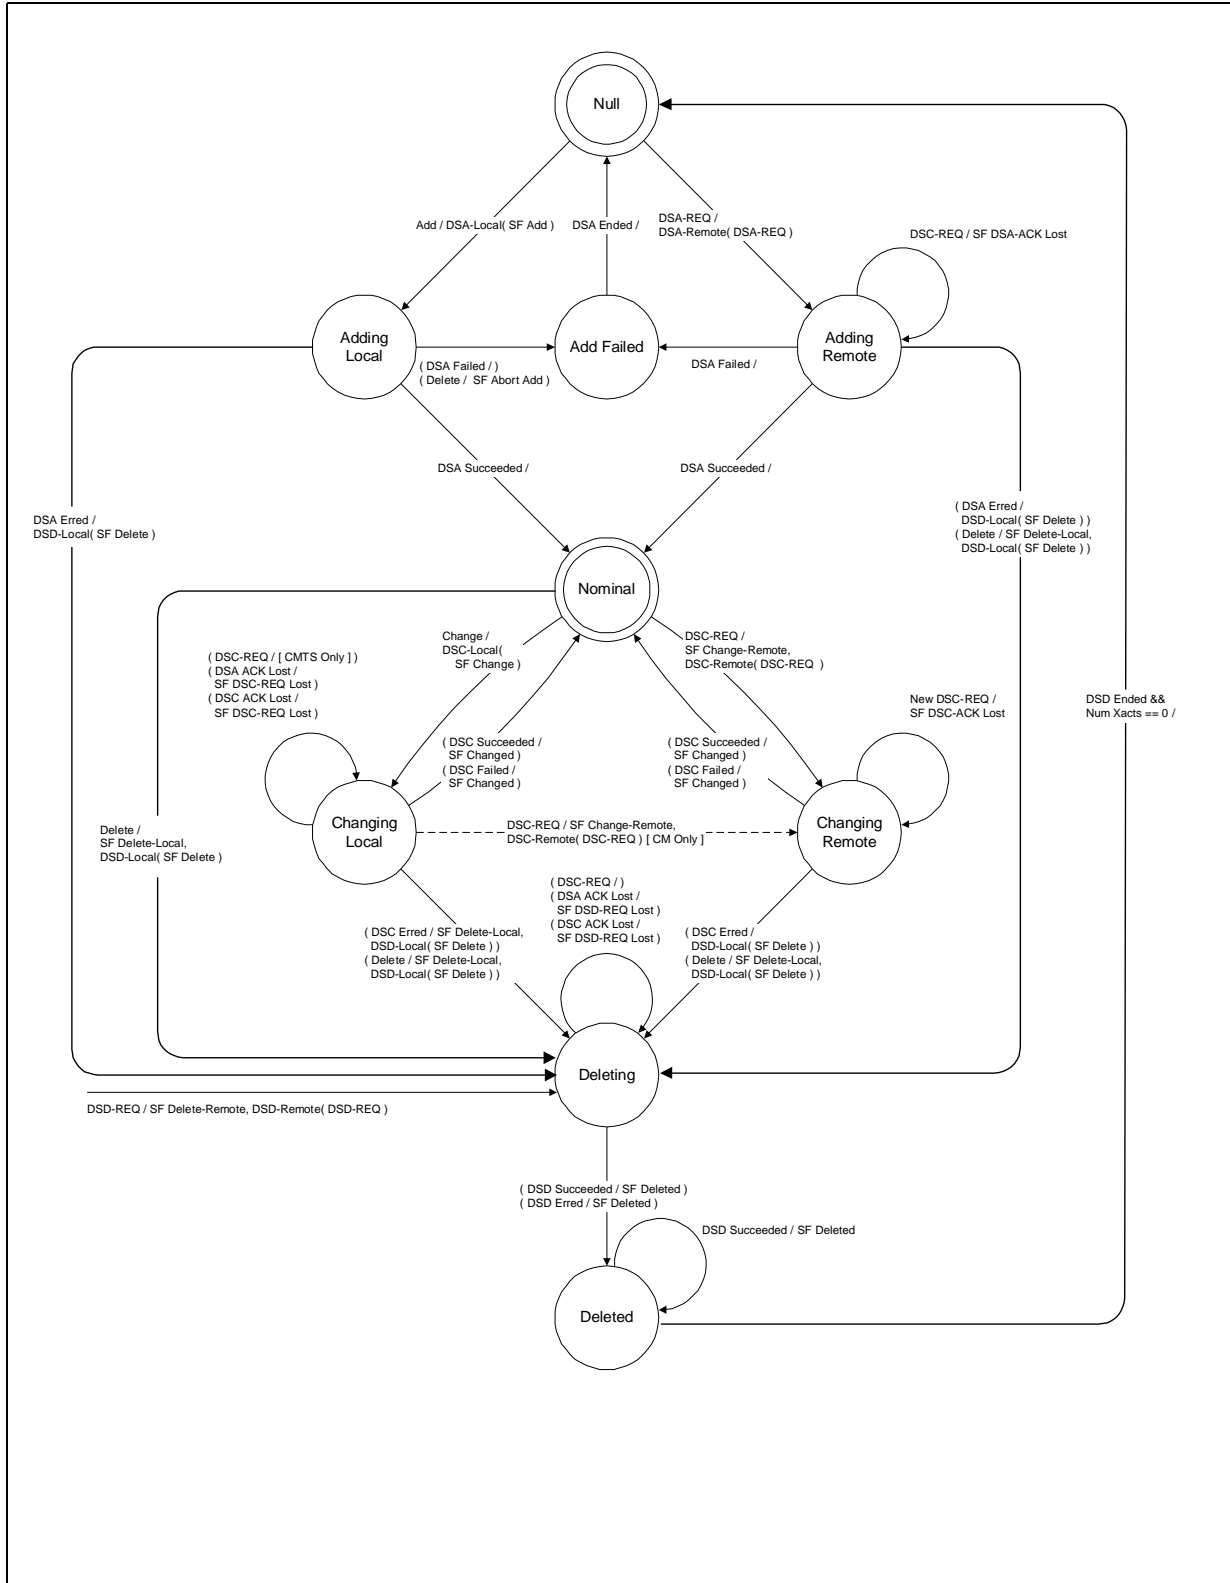 Null
Add / DSA-Local( SF Add )
DSA Ended /
DSA-REQ /
DSA-Remote( DSA-REQ )
DSC-REQ / SF DSA-ACK Lost
Adding
Local
Add Failed
Adding
Remote
( DSA Failed / )
( Delete /  SF Abort Add )
DSA Failed /
DSA Succeeded /
DSA Succeeded /
DSA Erred /
DSD-Local( SF Delete )
( DSA Erred /
DSD-Local( SF Delete ) )
( Delete / SF Delete-Local,
DSD-Local( SF Delete ) )
Nominal
Change /
DSC-Local(
SF Change )
DSC-REQ /
SF Change-Remote,
DSC-Remote( DSC-REQ  )
( DSC-REQ / [ CMTS Only ] )
( DSA ACK Lost /
SF DSC-REQ Lost )
( DSC ACK Lost /
SF DSC-REQ Lost )
New DSC-REQ /
SF DSC-ACK Lost
DSD Ended &&
Num Xacts == 0 /
( DSC Succeeded /
SF Changed )
( DSC Failed /
SF Changed )
( DSC Succeeded /
SF Changed )
( DSC Failed /
SF Changed )
Changing
Local
DSC-REQ / SF Change-Remote,
DSC-Remote( DSC-REQ ) [ CM Only ]
Changing
Remote
Delete /
SF Delete-Local,
DSD-Local( SF Delete )
( DSC-REQ / )
( DSA ACK Lost /
SF DSD-REQ Lost )
( DSC ACK Lost /
SF DSD-REQ Lost )
( DSC Erred / SF Delete-Local,
DSD-Local( SF Delete ) )
( Delete / SF Delete-Local,
DSD-Local( SF Delete ) )
( DSC Erred /
DSD-Local( SF Delete ) )
( Delete / SF Delete-Local,
DSD-Local( SF Delete ) )
Deleting
DSD-REQ / SF Delete-Remote, DSD-Remote( DSD-REQ )
( DSD Succeeded / SF Deleted )
( DSD Erred / SF Deleted )
DSD Succeeded / SF Deleted
Deleted